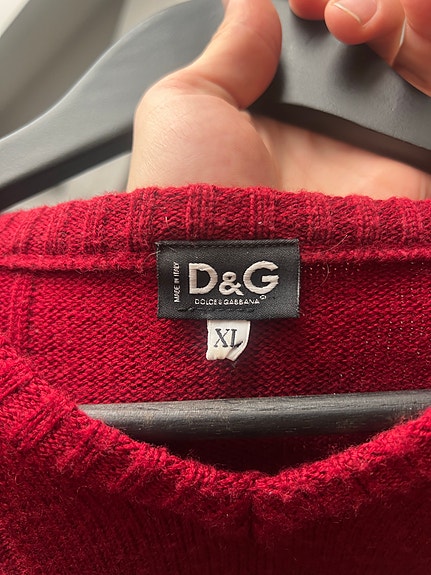 MADE IN ITALY
D&G
DOLCE & GABBANA
®
XL